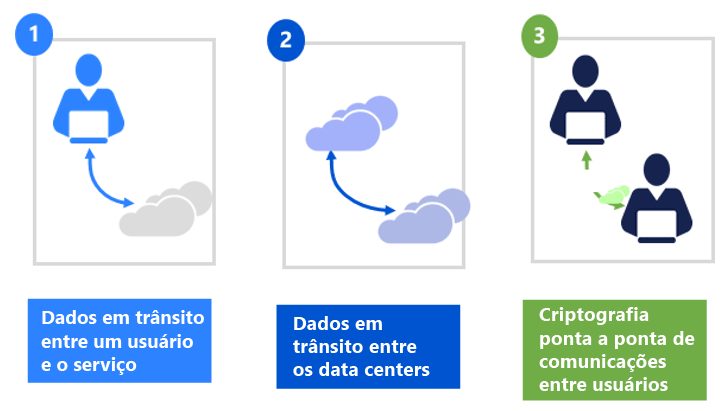 1
2
3
Dados em trânsito
entre um usuário
e o serviço
Dados em
trânsito entre
os data centers
Criptografia
ponta a ponta de
comunicações
entre usuários